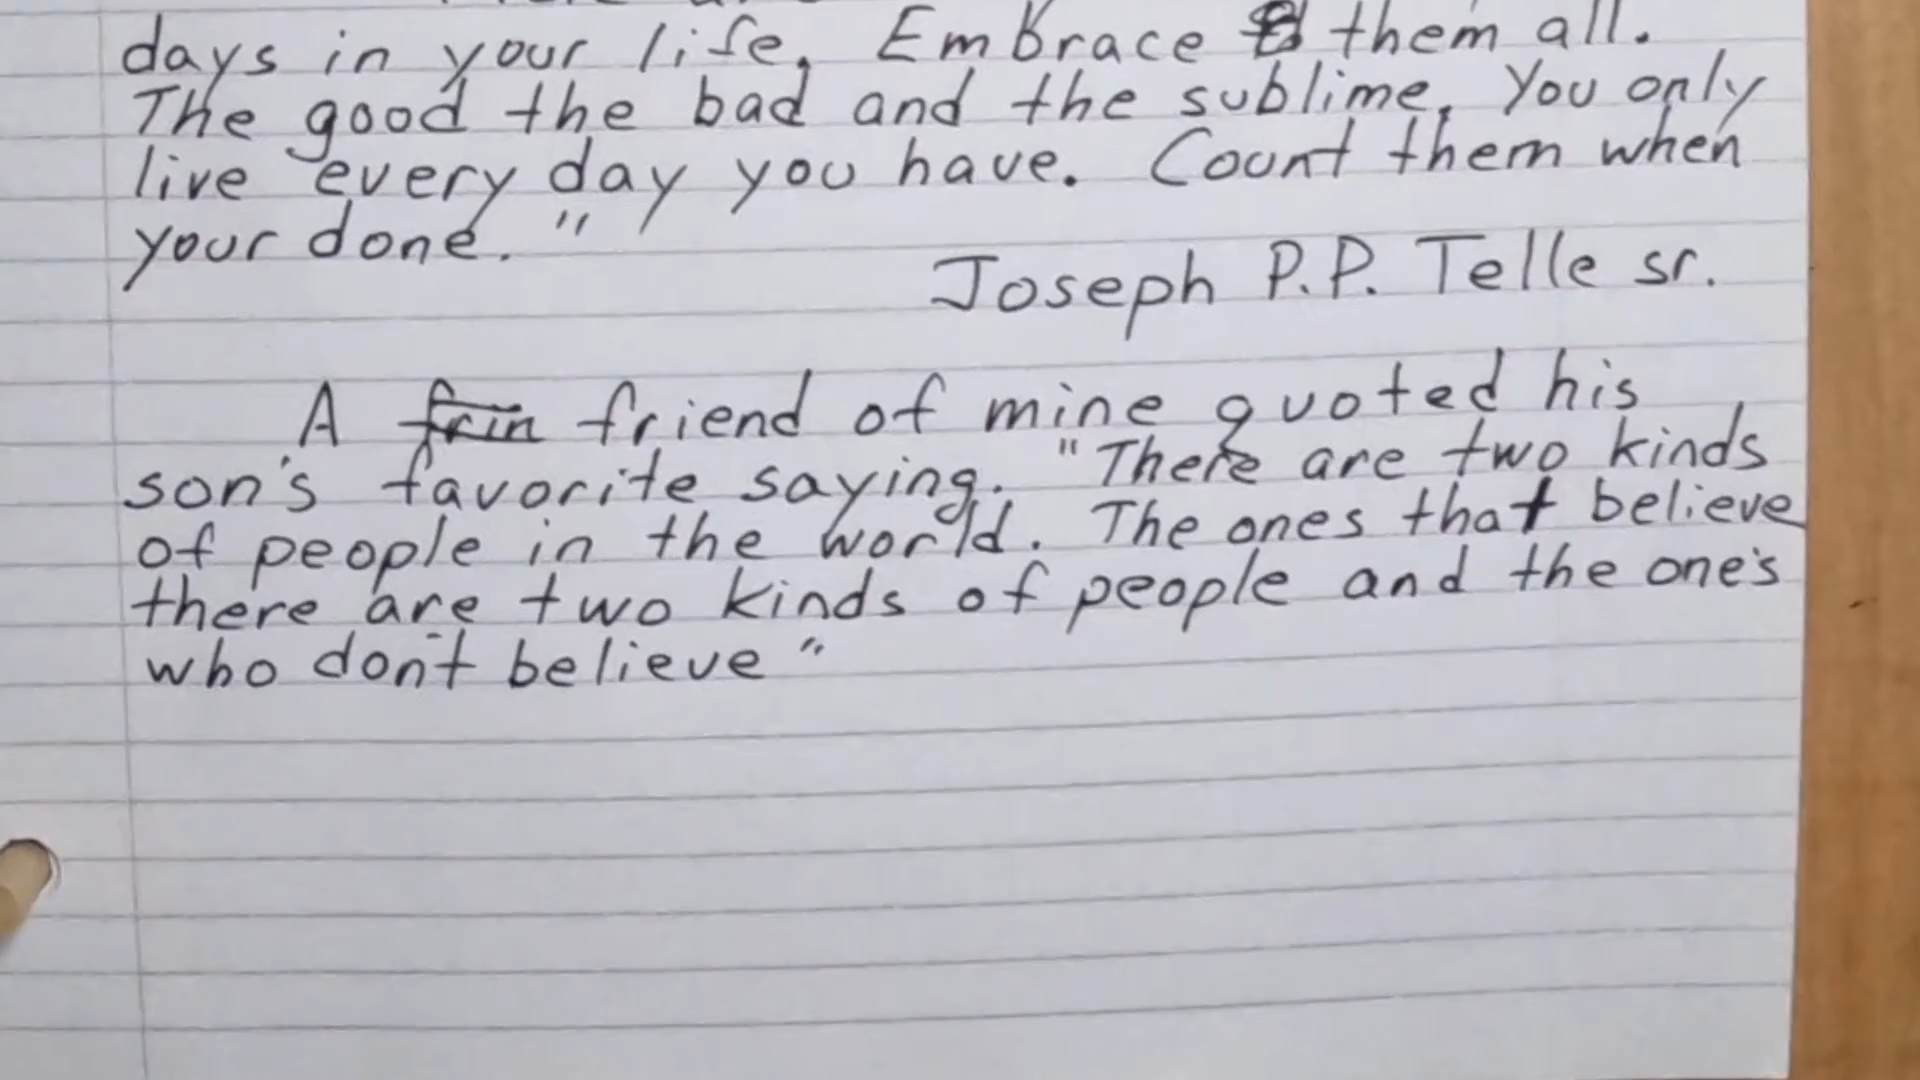 days in your life. Embrace them all.
The good the bad and the sublime. You only
live every day you have. Count them when
your done."
Joseph P.P. Telle sr.
A frin friend of mine quoted his
son's favorite saying. "There are two kinds
of people in the world. The ones that believe
there are two kinds of people and the one's
who don't believe"